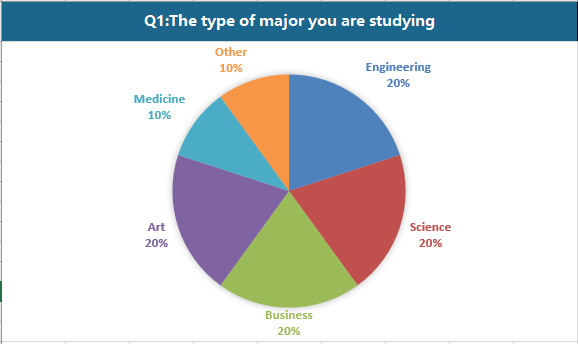 Q1:The type of major you are studying
Other
10%
Engineering
20%
Medicine
10%
Science
20%
Art
20%
Business
20%